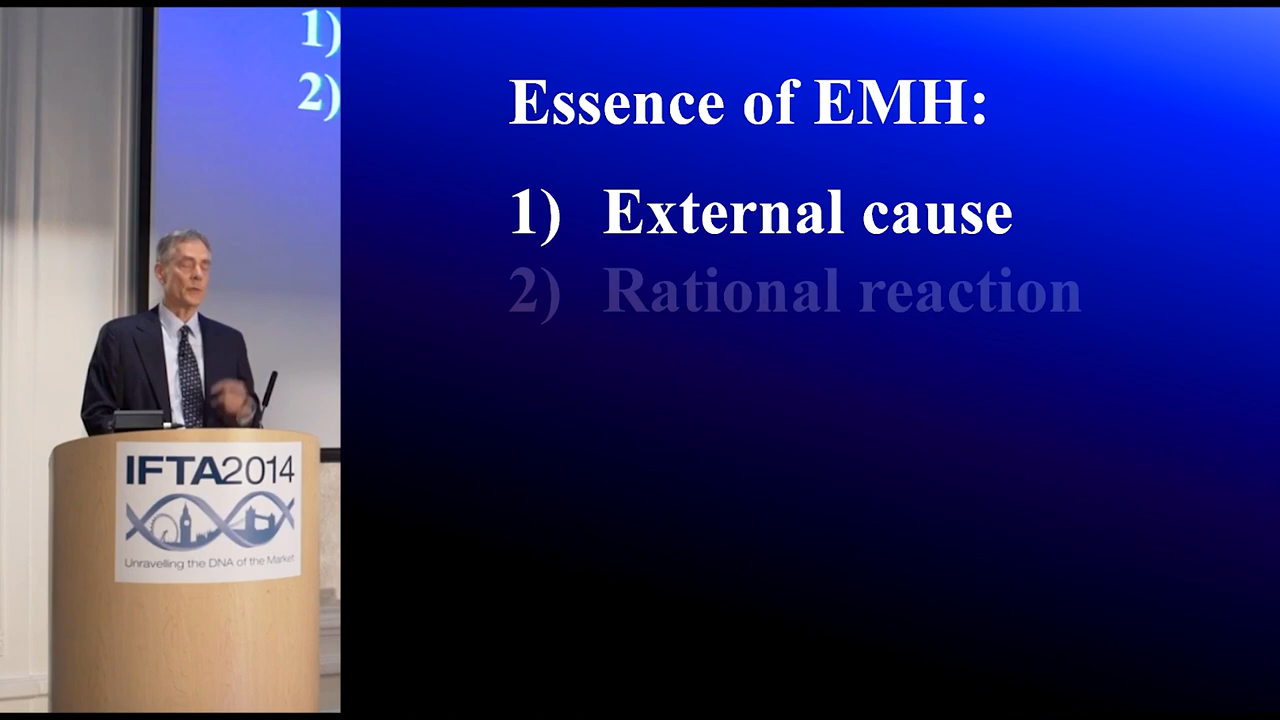 1)
2)
Essence of EMH:
1) External cause
2) Rational reaction
IFTA2014
Unravelling the DNA of the Market